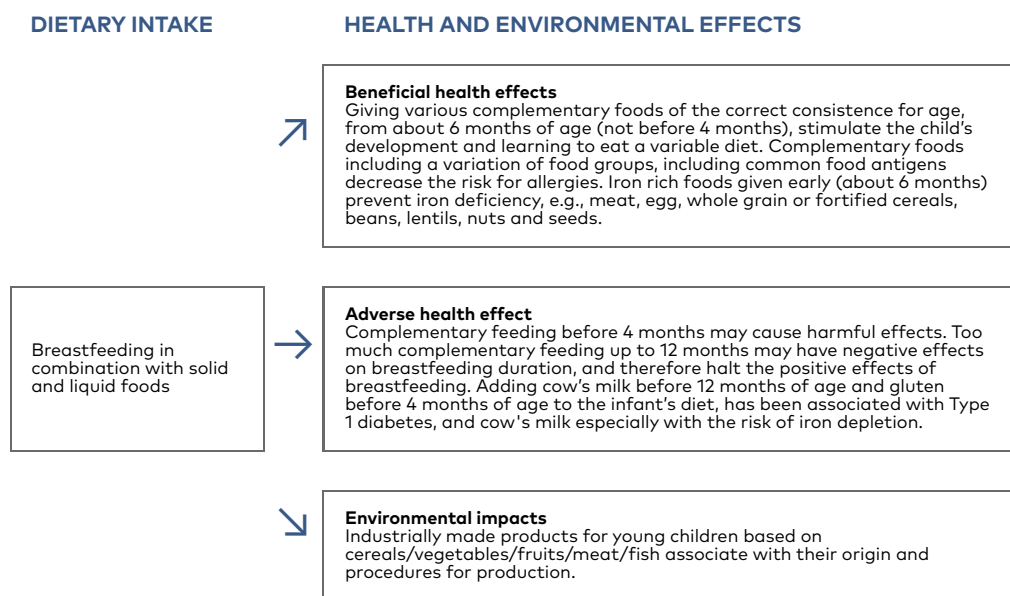 DIETARY INTAKE
HEALTH AND ENVIRONMENTAL EFFECTS
Beneficial health effects
Giving various complementary foods of the correct consistence for age,
from about 6 months of age (not before 4 months), stimulate the child's
development and learning to eat a variable diet. Complementary foods
including a variation of food groups, including common food antigens
decrease the risk for allergies. Iron rich foods given early (about 6 months)
prevent iron deficiency, e.g., meat, egg, whole grain or fortified cereals,
beans, lentils, nuts and seeds.
Breastfeeding in
combination with solid
and liquid foods
Adverse health effect
Complementary feeding before 4 months may cause harmful effects. Too
much complementary feeding up to 12 months may have negative effects
on breastfeeding duration, and therefore halt the positive effects of
breastfeeding. Adding cow's milk before 12 months of age and gluten
before 4 months of age to the infant's diet, has been associated with Type
1 diabetes, and cow's milk especially with the risk of iron depletion.
Environmental impacts
Industrially made products for young children based on
cereals/vegetables/fruits/meat/fish associate with their origin and
procedures for production.